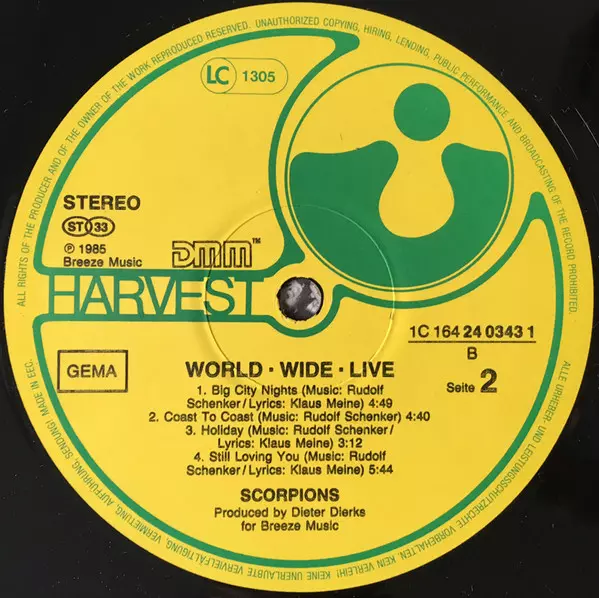 ALL RIGHTS OF THE PRODUCER AND OF THE OWNER OF THE WORK REPRODUCED RESERVED. UNAUTHORIZED COPYING, HIRING, LENDING, PUBLIC PERFORMANCE AND BROADCASTING OF THE RECORD PROHIBITED.
LC 1305
STEREO
ST 33
℗ 1985
Breeze Music
DMM™
HARVEST
1C 164 24 0343 1
B
GEMA
Seite 2
WORLD · WIDE · LIVE
1. Big City Nights (Music: Rudolf
Schenker/Lyrics: Klaus Meine) 4:49
2. Coast To Coast (Music: Rudolf Schenker) 4:40
3. Holiday (Music: Rudolf Schenker/
Lyrics: Klaus Meine) 3:12
4. Still Loving You (Music: Rudolf
Schenker/Lyrics: Klaus Meine) 5:44
SCORPIONS
Produced by Dieter Dierks
for Breeze Music
ALLE URHEBER- UND LEISTUNGSSCHUTZRECHTE VORBEHALTEN. KEIN VERLEIH! KEINE UNERLAUBTE VERVIELFÄLTIGUNG, VERMIETUNG, AUFFÜHRUNG, SENDUNG! MADE IN EEC.